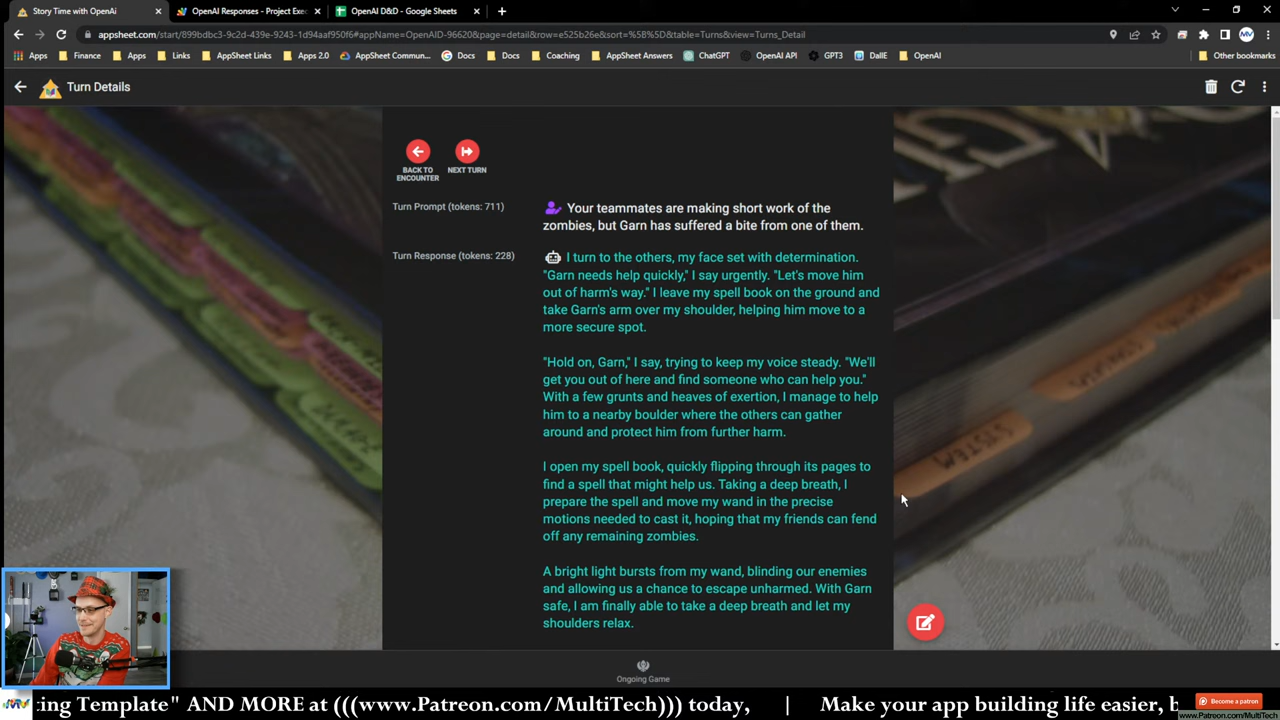 Story Time with OpenAi
OpenAI Responses - Project Exec
OpenAI D&D - Google Sheets
appsheet.com/start/899bdbc3-9c2d-439e-9243-1d94aaf950f6#appName=OpenAID-96620&page=detail&row=e525b26e&sort=%5B%5D&table=Turns&view=Turns_Detail
Apps
Finance
Apps
Links
AppSheet Links
Apps 2.0
AppSheet Commun...
Docs
Docs
Coaching
AppSheet Answers
ChatGPT
OpenAI API
GPT3
DallE
OpenAI
Other bookmarks
Turn Details
BACK TO
ENCOUNTER
NEXT TURN
Turn Prompt (tokens: 711)
Your teammates are making short work of the
zombies, but Garn has suffered a bite from one of them.
Turn Response (tokens: 228)
I turn to the others, my face set with determination.
"Garn needs help quickly," I say urgently. "Let's move him
out of harm's way." I leave my spell book on the ground and
take Garn's arm over my shoulder, helping him move to a
more secure spot.
"Hold on, Garn," I say, trying to keep my voice steady. "We'll
get you out of here and find someone who can help you."
With a few grunts and heaves of exertion, I manage to help
him to a nearby boulder where the others can gather
around and protect him from further harm.
I open my spell book, quickly flipping through its pages to
find a spell that might help us. Taking a deep breath, I
prepare the spell and move my wand in the precise
motions needed to cast it, hoping that my friends can fend
off any remaining zombies.
A bright light bursts from my wand, blinding our enemies
and allowing us a chance to escape unharmed. With Garn
safe, I am finally able to take a deep breath and let my
shoulders relax.
SYSTEM
Ongoing Game
ting Template" AND MORE at (((www.Patreon.com/MultiTech))) today, | Make your app building life easier, b
Become a patron
www.Patreon.com/MultiTech